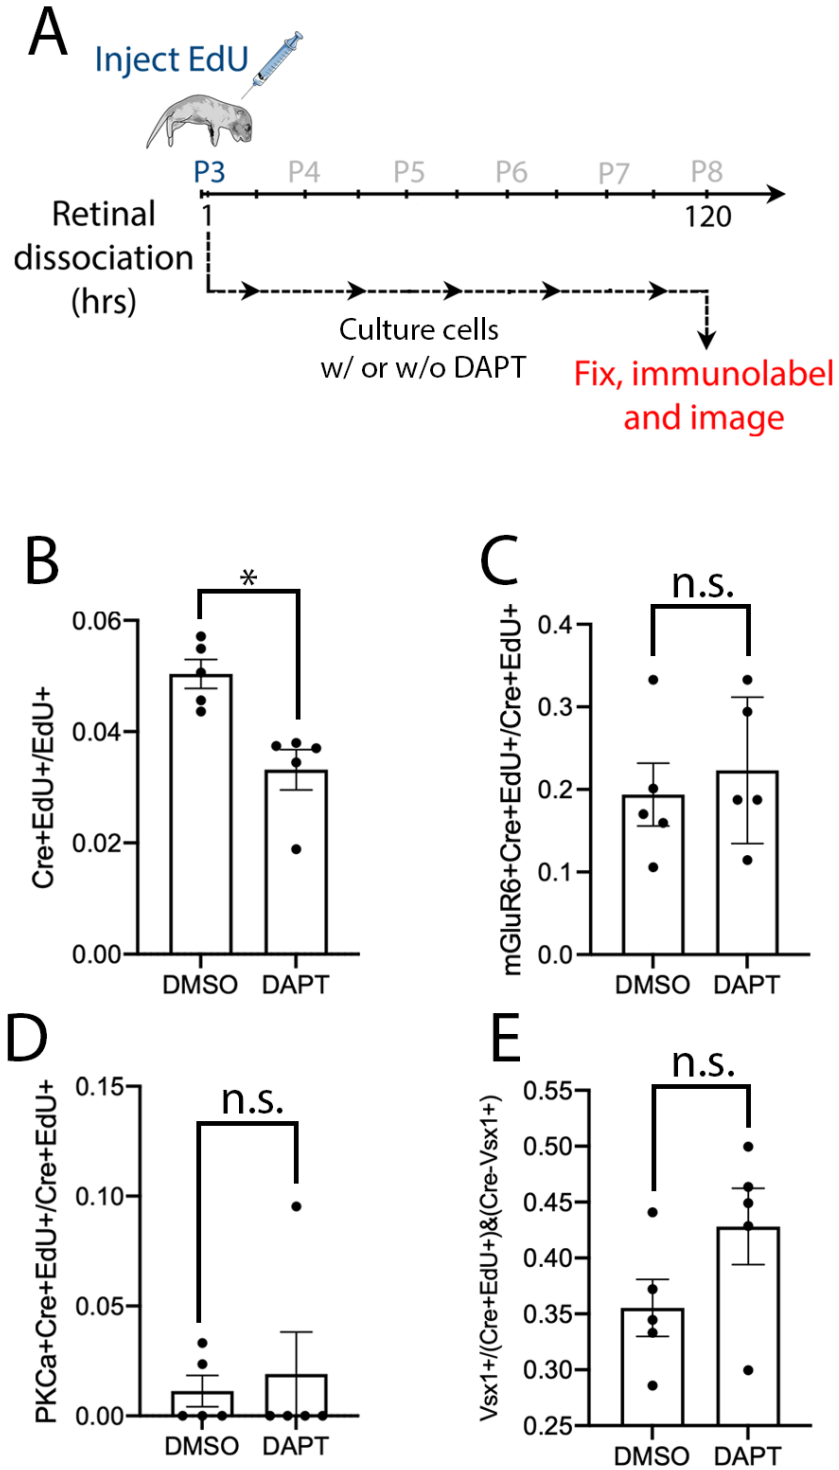 A
Inject EdU
P3 P4 P5 P6 P7 P8
Retinal
dissociation
(hrs)
1 120
Culture cells
w/ or w/o DAPT
Fix, immunolabel
and image
B
*
Cre+EdU+/EdU+
0.06
0.04
0.02
0.00
DMSO DAPT
C
n.s.
mGluR6+Cre+EdU+/Cre+EdU+
0.4
0.3
0.2
0.1
0.0
DMSO DAPT
D
n.s.
PKCa+Cre+EdU+/Cre+EdU+
0.15
0.10
0.05
0.00
DMSO DAPT
E
n.s.
Vsx1+/(Cre+EdU+)&(Cre-Vsx1+)
0.55
0.50
0.45
0.40
0.35
0.30
0.25
DMSO DAPT